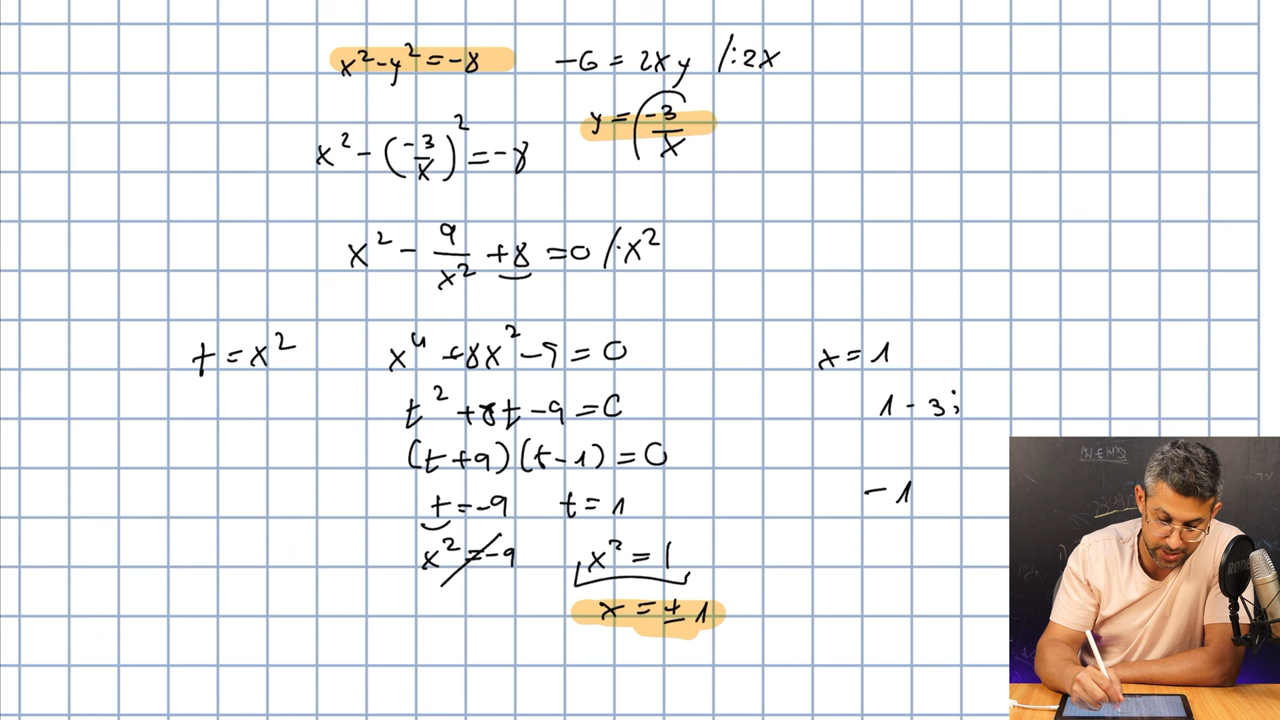 x² - y² = -8    -6 = 2xy /:2x
y = (-3/x
x² - (-3/x)² = -8
x² - 9/x² + 8 = 0 /·x²
t = x²    x⁴ + 8x² - 9 = 0    x = 1
t² + 8t - 9 = 0    1 - 3i
(t + 9)(t - 1) = 0
t = -9    t = 1    - 1
x² = -9    x² = 1
x = ± 1
RODE